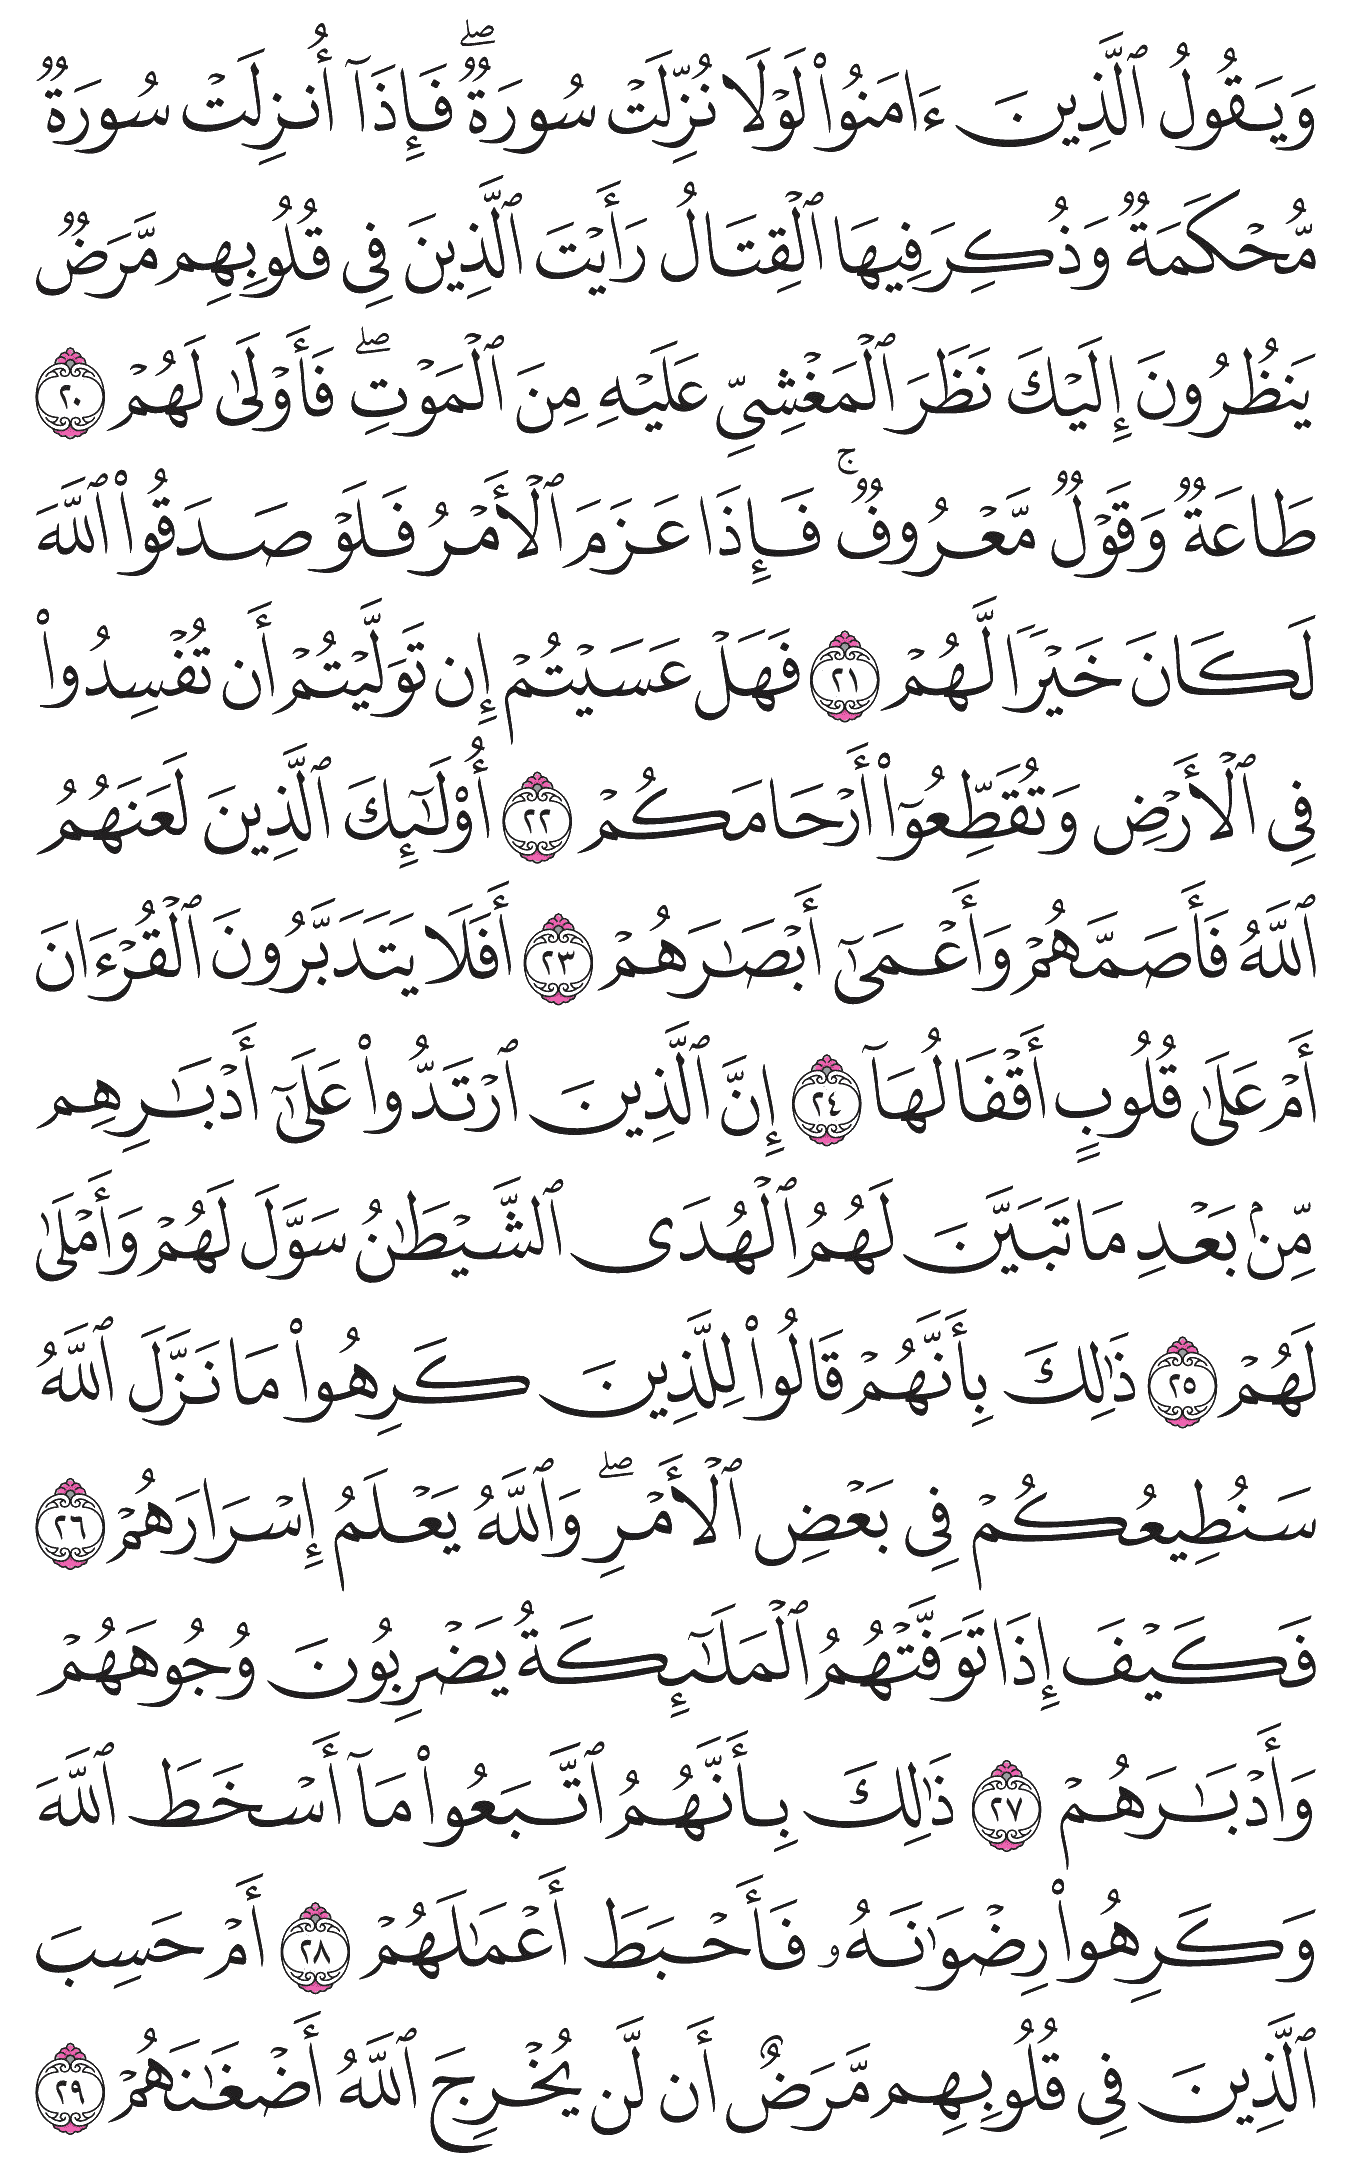 وَيَقُولُ ٱلَّذِينَ ءَامَنُواْ لَوۡلَا نُزِّلَتۡ سُورَةٞۖ فَإِذَآ أُنزِلَتۡ سُورَةٞ
مُّحۡكَمَةٞ وَذُكِرَ فِيهَا ٱلۡقِتَالُ رَأَيۡتَ ٱلَّذِينَ فِي قُلُوبِهِم مَّرَضٞ
يَنظُرُونَ إِلَيۡكَ نَظَرَ ٱلۡمَغۡشِيِّ عَلَيۡهِ مِنَ ٱلۡمَوۡتِۖ فَأَوۡلَىٰ لَهُمۡ ٢٠
طَاعَةٞ وَقَوۡلٞ مَّعۡرُوفٞۚ فَإِذَا عَزَمَ ٱلۡأَمۡرُ فَلَوۡ صَدَقُواْ ٱللَّهَ
لَكَانَ خَيۡرٗا لَّهُمۡ ٢١ فَهَلۡ عَسَيۡتُمۡ إِن تَوَلَّيۡتُمۡ أَن تُفۡسِدُواْ
فِي ٱلۡأَرۡضِ وَتُقَطِّعُوٓاْ أَرۡحَامَكُمۡ ٢٢ أُوْلَٰٓئِكَ ٱلَّذِينَ لَعَنَهُمُ
ٱللَّهُ فَأَصَمَّهُمۡ وَأَعۡمَىٰٓ أَبۡصَٰرَهُمۡ ٢٣ أَفَلَا يَتَدَبَّرُونَ ٱلۡقُرۡءَانَ
أَمۡ عَلَىٰ قُلُوبٍ أَقۡفَالُهَآ ٢٤ إِنَّ ٱلَّذِينَ ٱرۡتَدُّواْ عَلَىٰٓ أَدۡبَٰرِهِم
مِّنۢ بَعۡدِ مَا تَبَيَّنَ لَهُمُ ٱلۡهُدَى ٱلشَّيۡطَٰنُ سَوَّلَ لَهُمۡ وَأَمۡلَىٰ
لَهُمۡ ٢٥ ذَٰلِكَ بِأَنَّهُمۡ قَالُواْ لِلَّذِينَ كَرِهُواْ مَا نَزَّلَ ٱللَّهُ
سَنُطِيعُكُمۡ فِي بَعۡضِ ٱلۡأَمۡرِۖ وَٱللَّهُ يَعۡلَمُ إِسۡرَارَهُمۡ ٢٦
فَكَيۡفَ إِذَا تَوَفَّتۡهُمُ ٱلۡمَلَٰٓئِكَةُ يَضۡرِبُونَ وُجُوهَهُمۡ
وَأَدۡبَٰرَهُمۡ ٢٧ ذَٰلِكَ بِأَنَّهُمُ ٱتَّبَعُواْ مَآ أَسۡخَطَ ٱللَّهَ
وَكَرِهُواْ رِضۡوَٰنَهُۥ فَأَحۡبَطَ أَعۡمَٰلَهُمۡ ٢٨ أَمۡ حَسِبَ
ٱلَّذِينَ فِي قُلُوبِهِم مَّرَضٌ أَن لَّن يُخۡرِجَ ٱللَّهُ أَضۡغَٰنَهُمۡ ٢٩